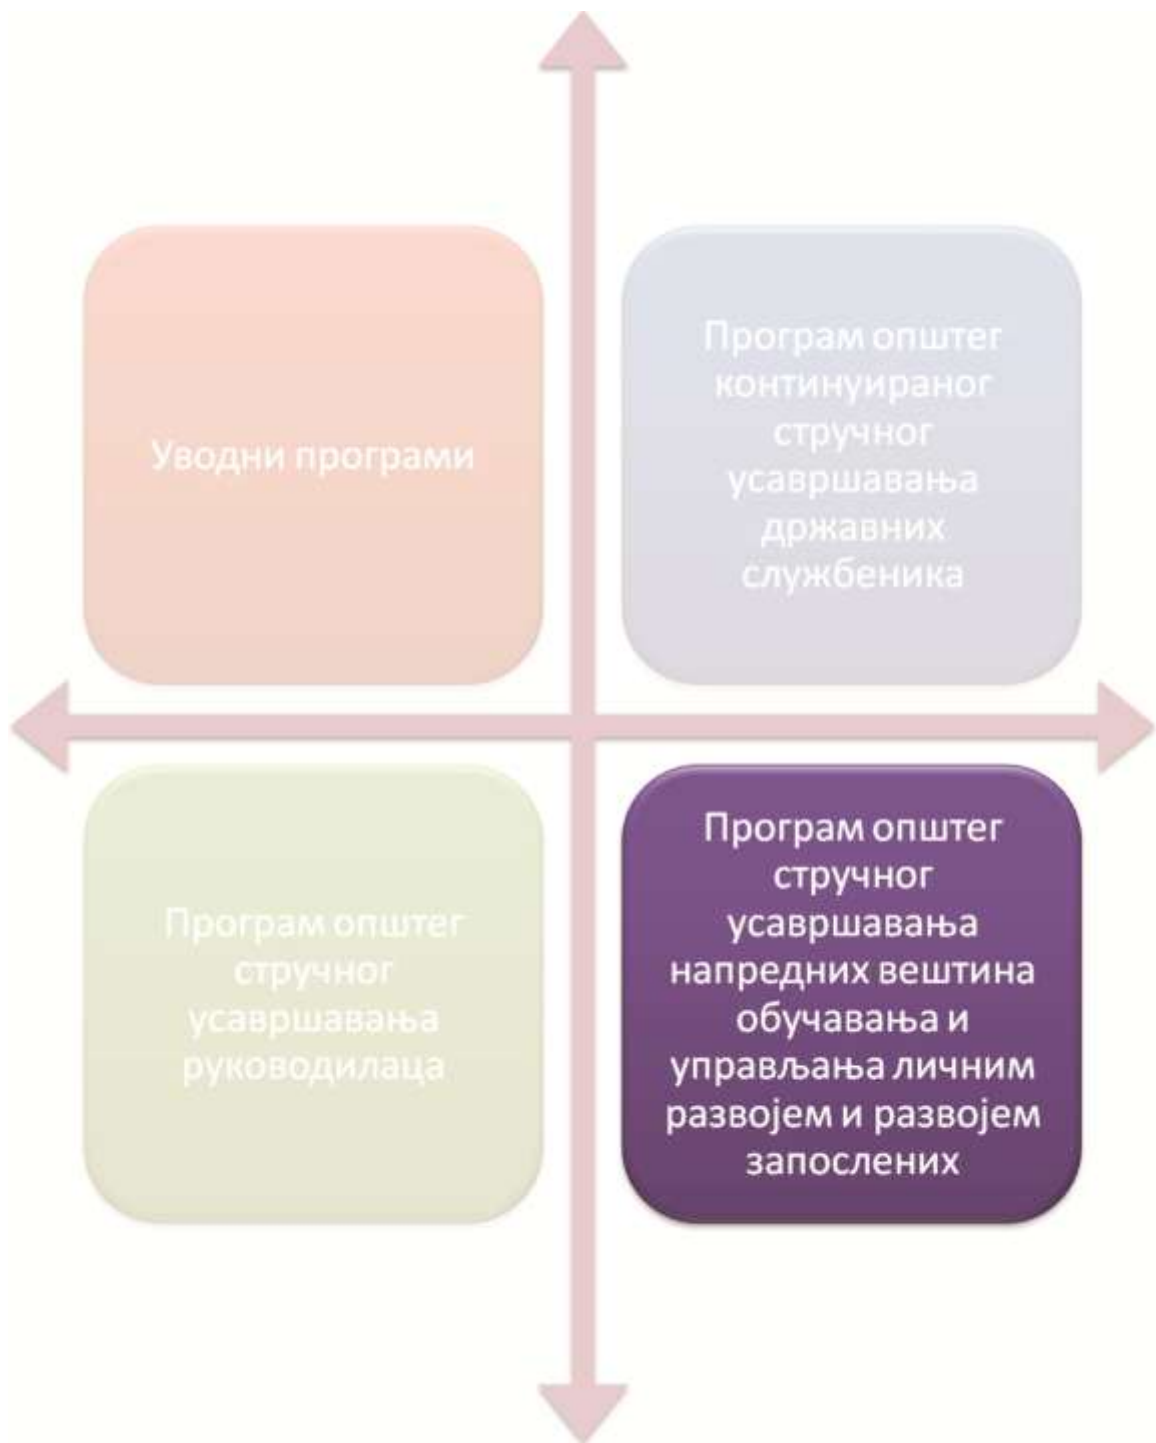 Уводни програми
Програм општег
континуираног
стручног
усавршавања
државних
службеника
Програм општег
стручног
усавршавања
руководилаца
Програм општег
стручног
усавршавања
напредних вештина
обучавања и
управљања личним
развојем и развојем
запослених